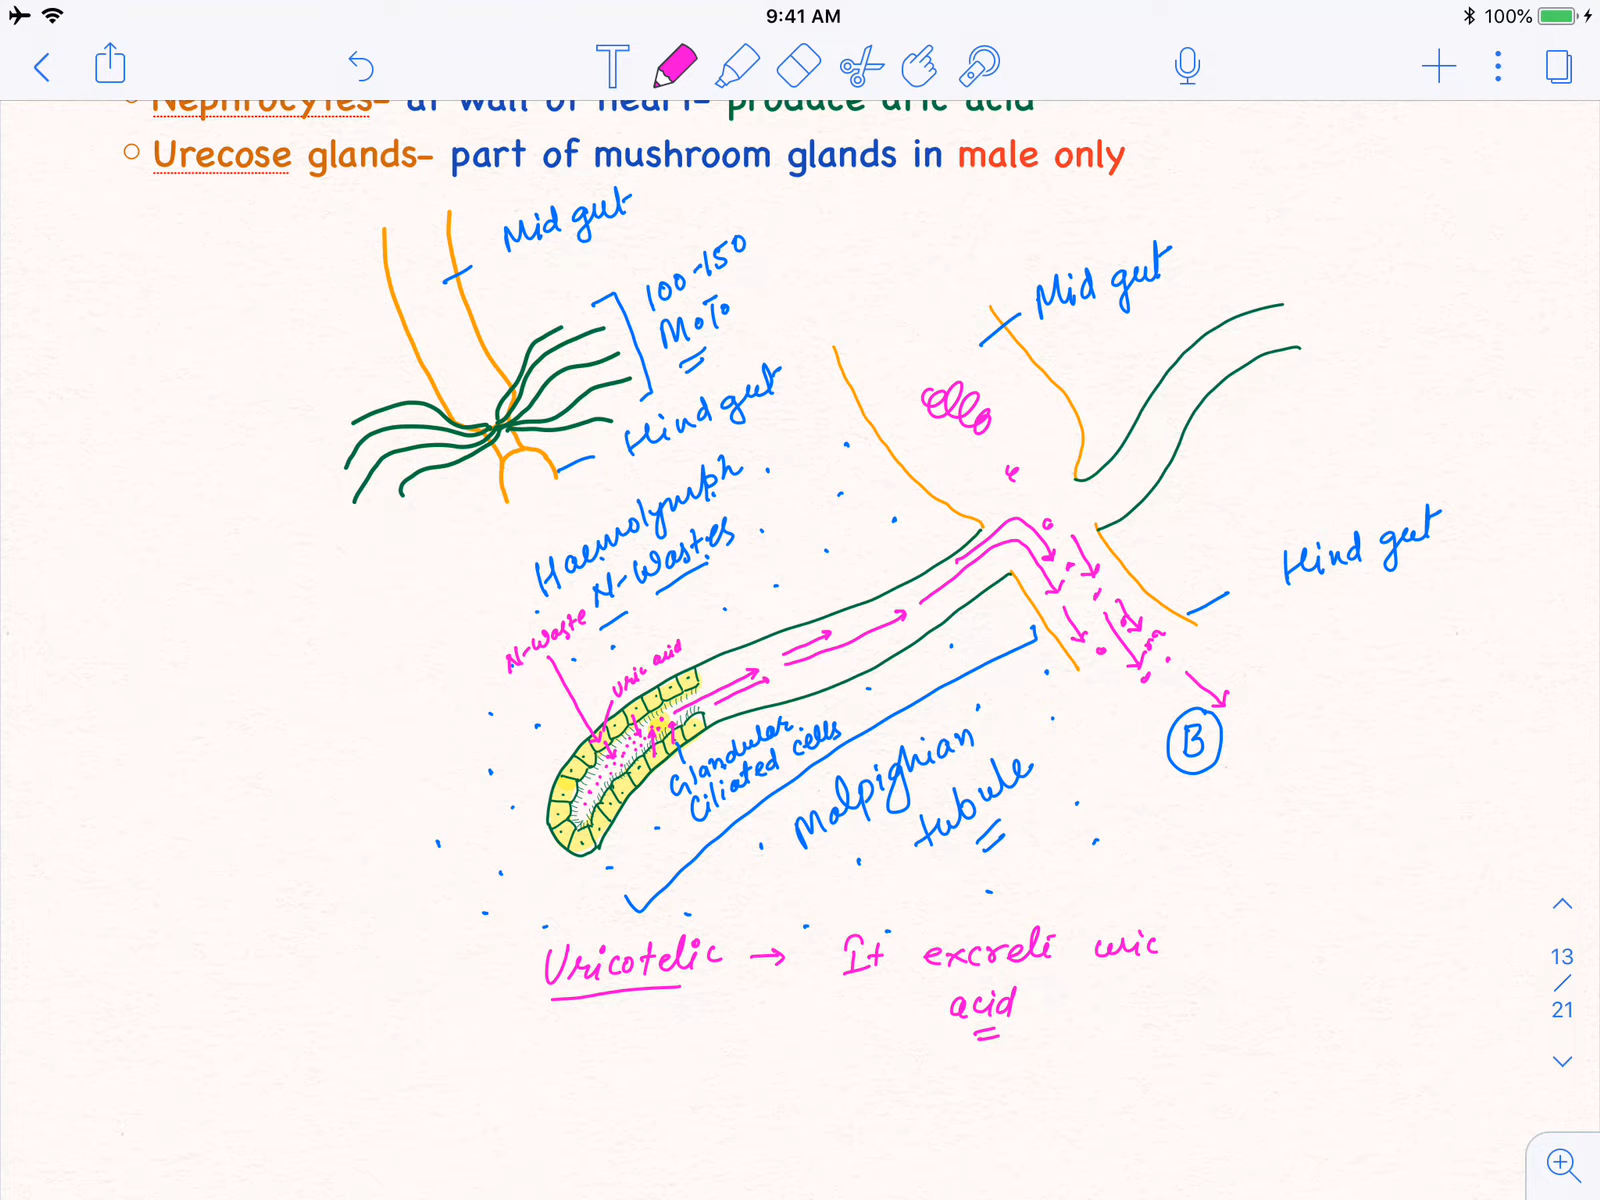 9:41 AM
100%
Nephrocytes- at wall of heart- produce uric acid
Urecose glands- part of mushroom glands in male only
Mid gut
100-150
MoTo
Hind gut
Mid gut
Haemolymph
N-Wastes
Hind gut
N-Waste
Uric acid
Glandular
Ciliated cells
Malpighian
tubule
B
Uricotelic → It excrete uric
acid
13
/
21